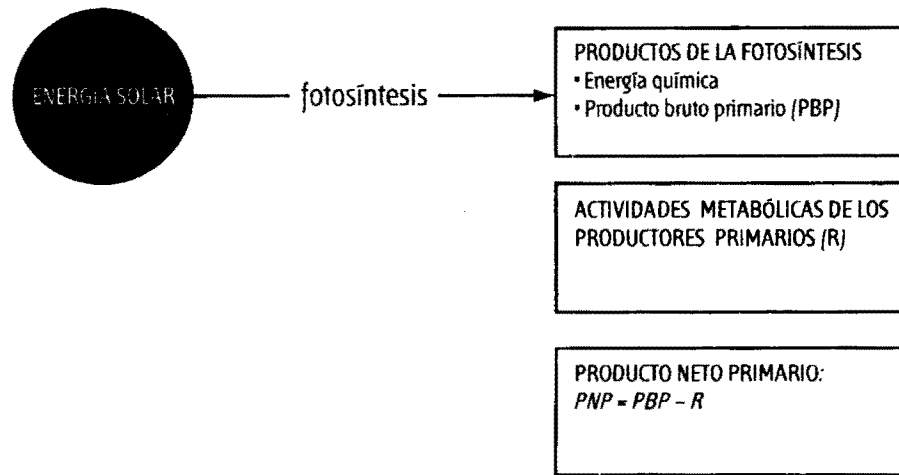 ENERGÍA SOLAR
fotosíntesis
PRODUCTOS DE LA FOTOSÍNTESIS
• Energía química
• Producto bruto primario (PBP)
ACTIVIDADES METABÓLICAS DE LOS
PRODUCTORES PRIMARIOS (R)
PRODUCTO NETO PRIMARIO:
PNP = PBP – R